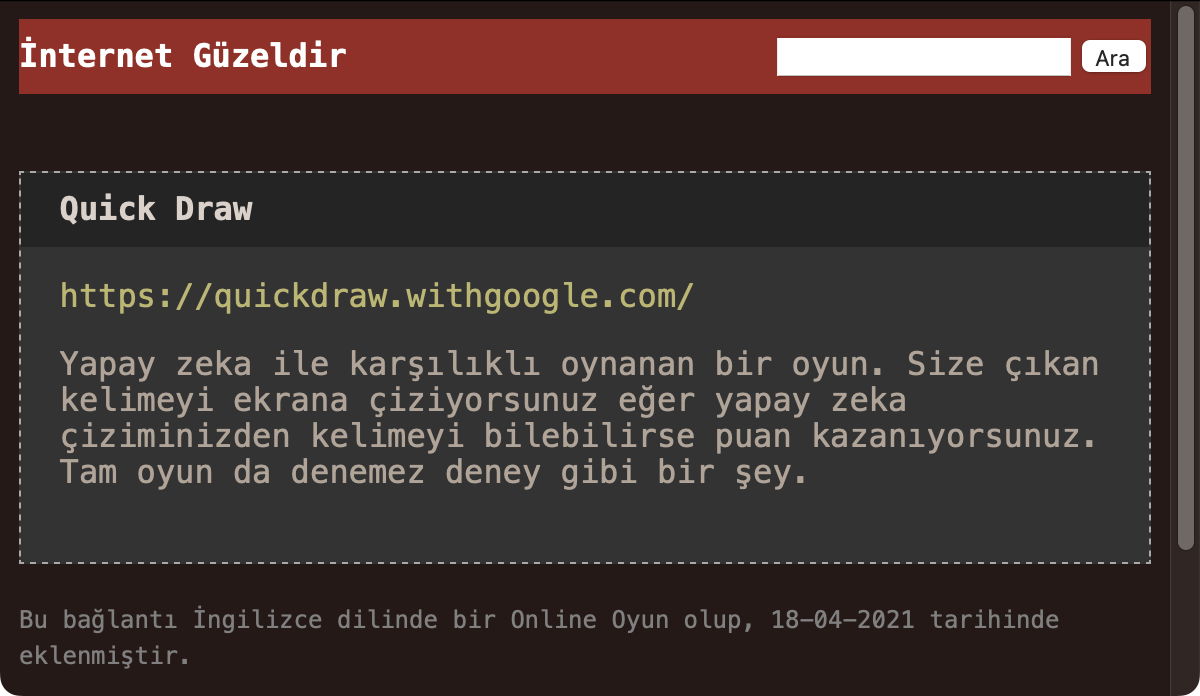 İnternet Güzeldir
Ara
Quick Draw
https://quickdraw.withgoogle.com/
Yapay zeka ile karşılıklı oynanan bir oyun. Size çıkan
kelimeyi ekrana çiziyorsunuz eğer yapay zeka
çiziminizden kelimeyi bilebilirse puan kazanıyorsunuz.
Tam oyun da denemez deney gibi bir şey.
Bu bağlantı İngilizce dilinde bir Online Oyun olup, 18-04-2021 tarihinde
eklenmiştir.